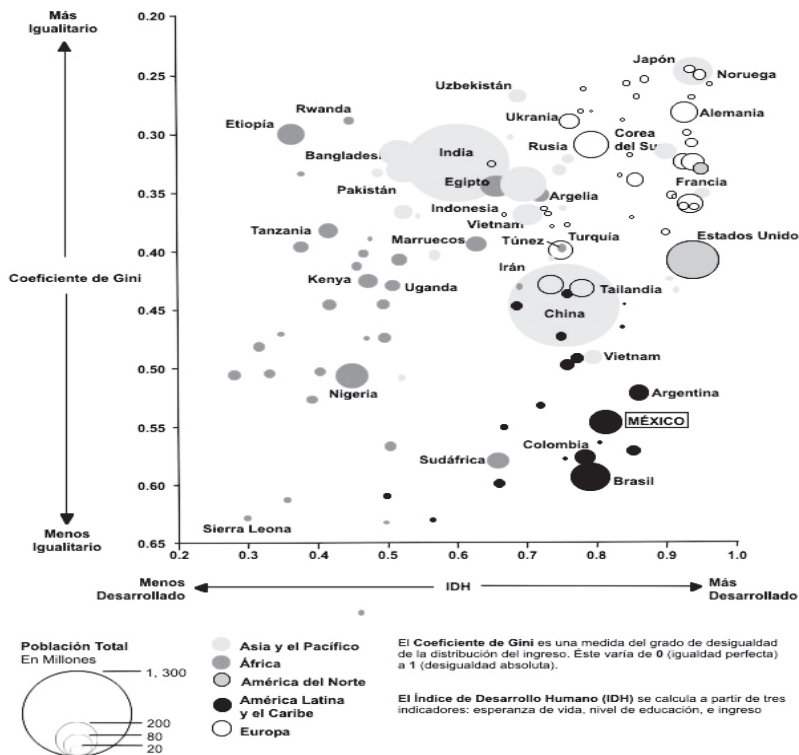 Más
Igualitario
Coeficiente de Gini
Menos
Igualitario
0.20
0.25
0.30
0.35
0.40
0.45
0.50
0.55
0.60
0.65
Japón
Noruega
Uzbekistán
Alemania
Rwanda
Etiopía
Ukrania
Rusia
Corea
del Su
Bangladesh
India
Pakistán
Egipto
Francia
Argelia
Indonesia
Vietnam
Tanzania
Marruecos
Túnez
Turquía
Estados Unido
Irán
Kenya
Uganda
Tailandia
China
Vietnam
Nigeria
Argentina
MÉXICO
Colombia
Sudáfrica
Brasil
Sierra Leona
0.2 0.3 0.4 0.5 0.6 0.7 0.8 0.9 1.0
Menos
Desarrollado
IDH
Más
Desarrollado
Población Total
En Millones
1, 300
200
80
20
Asia y el Pacífico
África
América del Norte
América Latina
y el Caribe
Europa
El Coeficiente de Gini es una medida del grado de desigualdad
de la distribución del ingreso. Éste varía de 0 (igualdad perfecta)
a 1 (desigualdad absoluta).
El Índice de Desarrollo Humano (IDH) se calcula a partir de tres
indicadores: esperanza de vida, nivel de educación, e ingreso